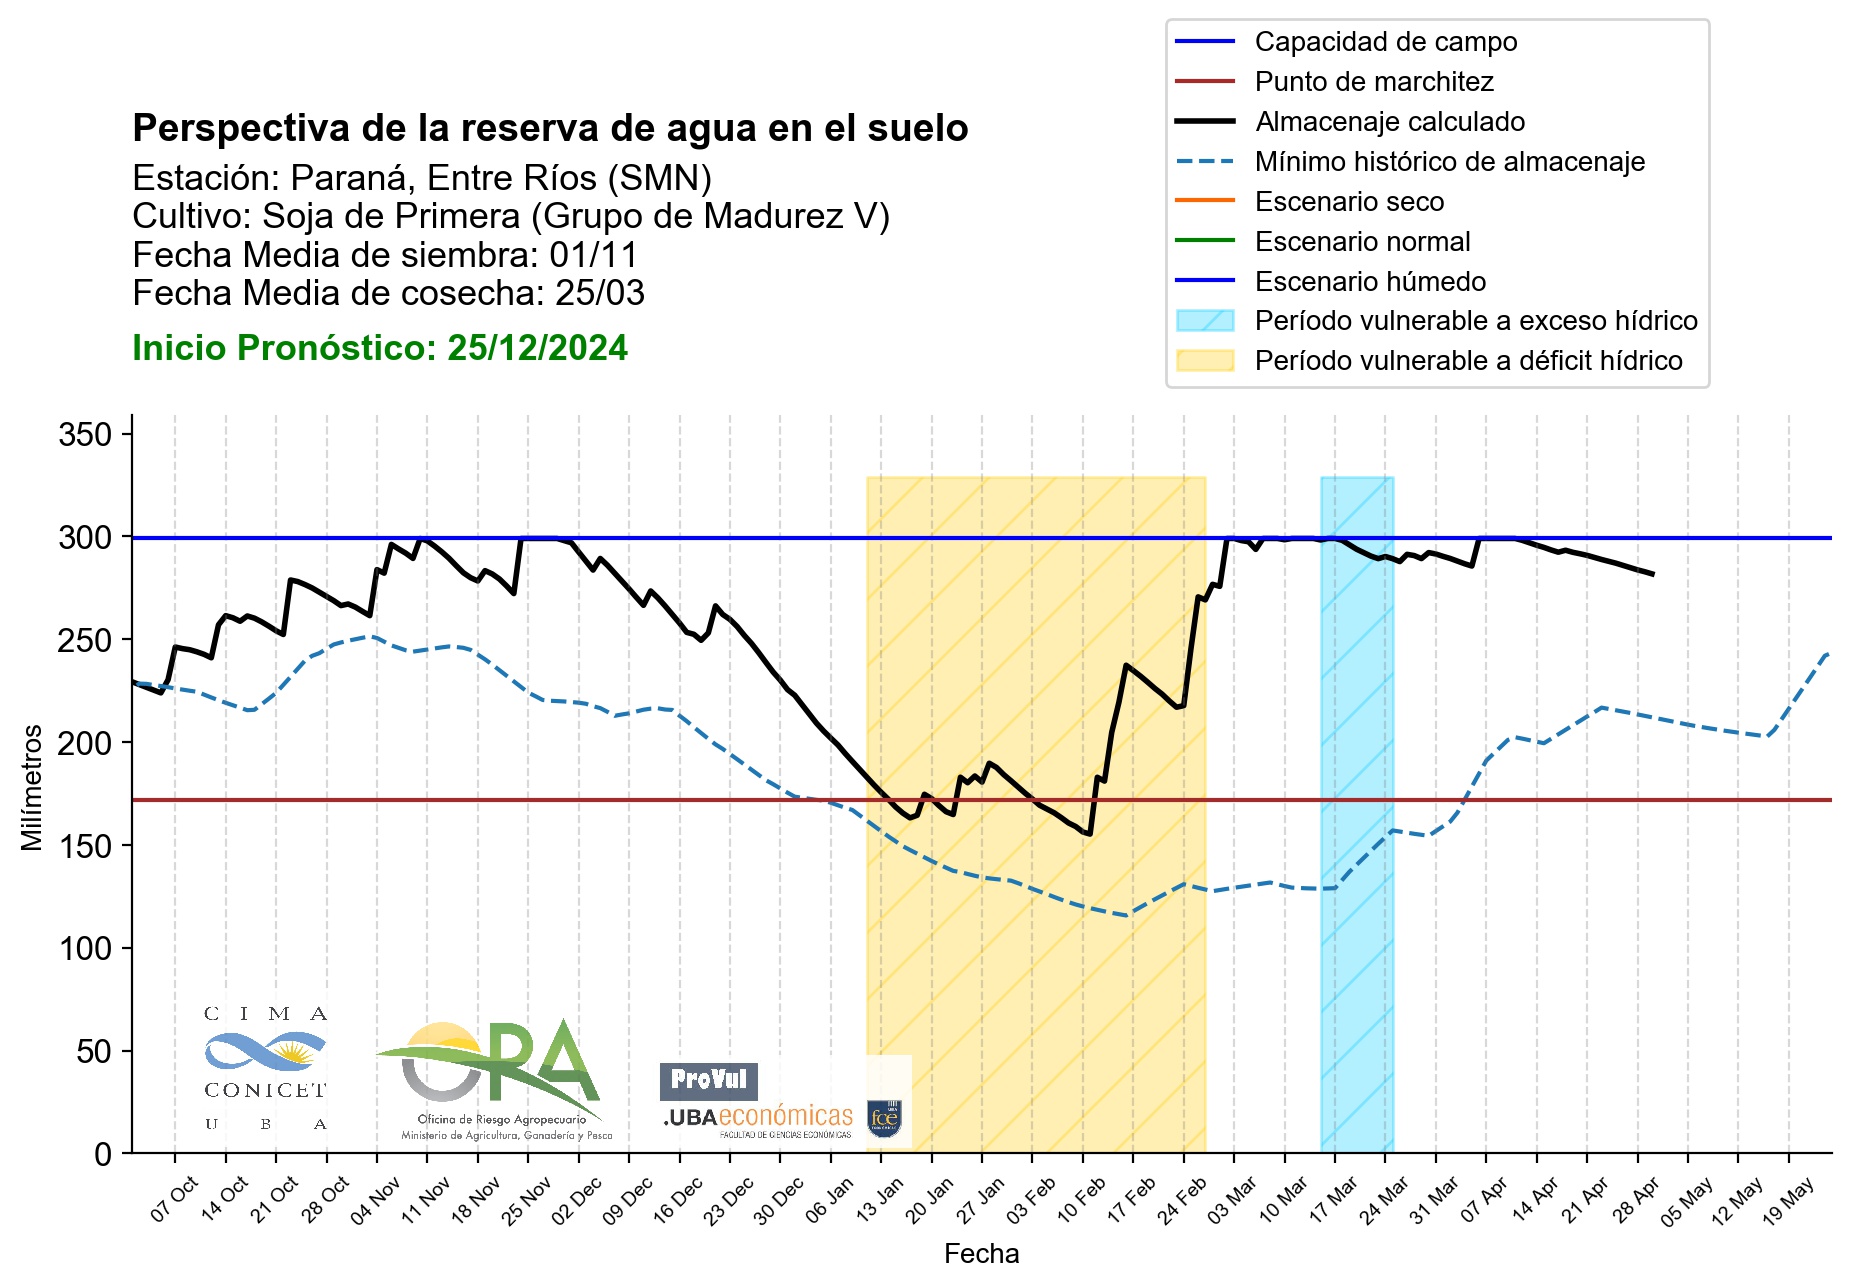 Capacidad de campo
Punto de marchitez
Almacenaje calculado
Mínimo histórico de almacenaje
Escenario seco
Escenario normal
Escenario húmedo
Período vulnerable a exceso hídrico
Período vulnerable a déficit hídrico
Perspectiva de la reserva de agua en el suelo
Estación: Paraná, Entre Ríos (SMN)
Cultivo: Soja de Primera (Grupo de Madurez V)
Fecha Media de siembra: 01/11
Fecha Media de cosecha: 25/03
Inicio Pronóstico: 25/12/2024
350
300
250
200
150
100
50
0
Milímetros
C I M A
CONICET
U B A
ORA
Oficina de Riesgo Agropecuario
Ministerio de Agricultura, Ganadería y Pesca
ProVul
.UBAeconómicas
FACULTAD DE CIENCIAS ECONÓMICAS
fce
07 Oct
14 Oct
21 Oct
28 Oct
04 Nov
11 Nov
18 Nov
25 Nov
02 Dec
09 Dec
16 Dec
23 Dec
30 Dec
06 Jan
13 Jan
20 Jan
27 Jan
03 Feb
10 Feb
17 Feb
24 Feb
03 Mar
10 Mar
17 Mar
24 Mar
31 Mar
07 Apr
14 Apr
21 Apr
28 Apr
05 May
12 May
19 May
Fecha